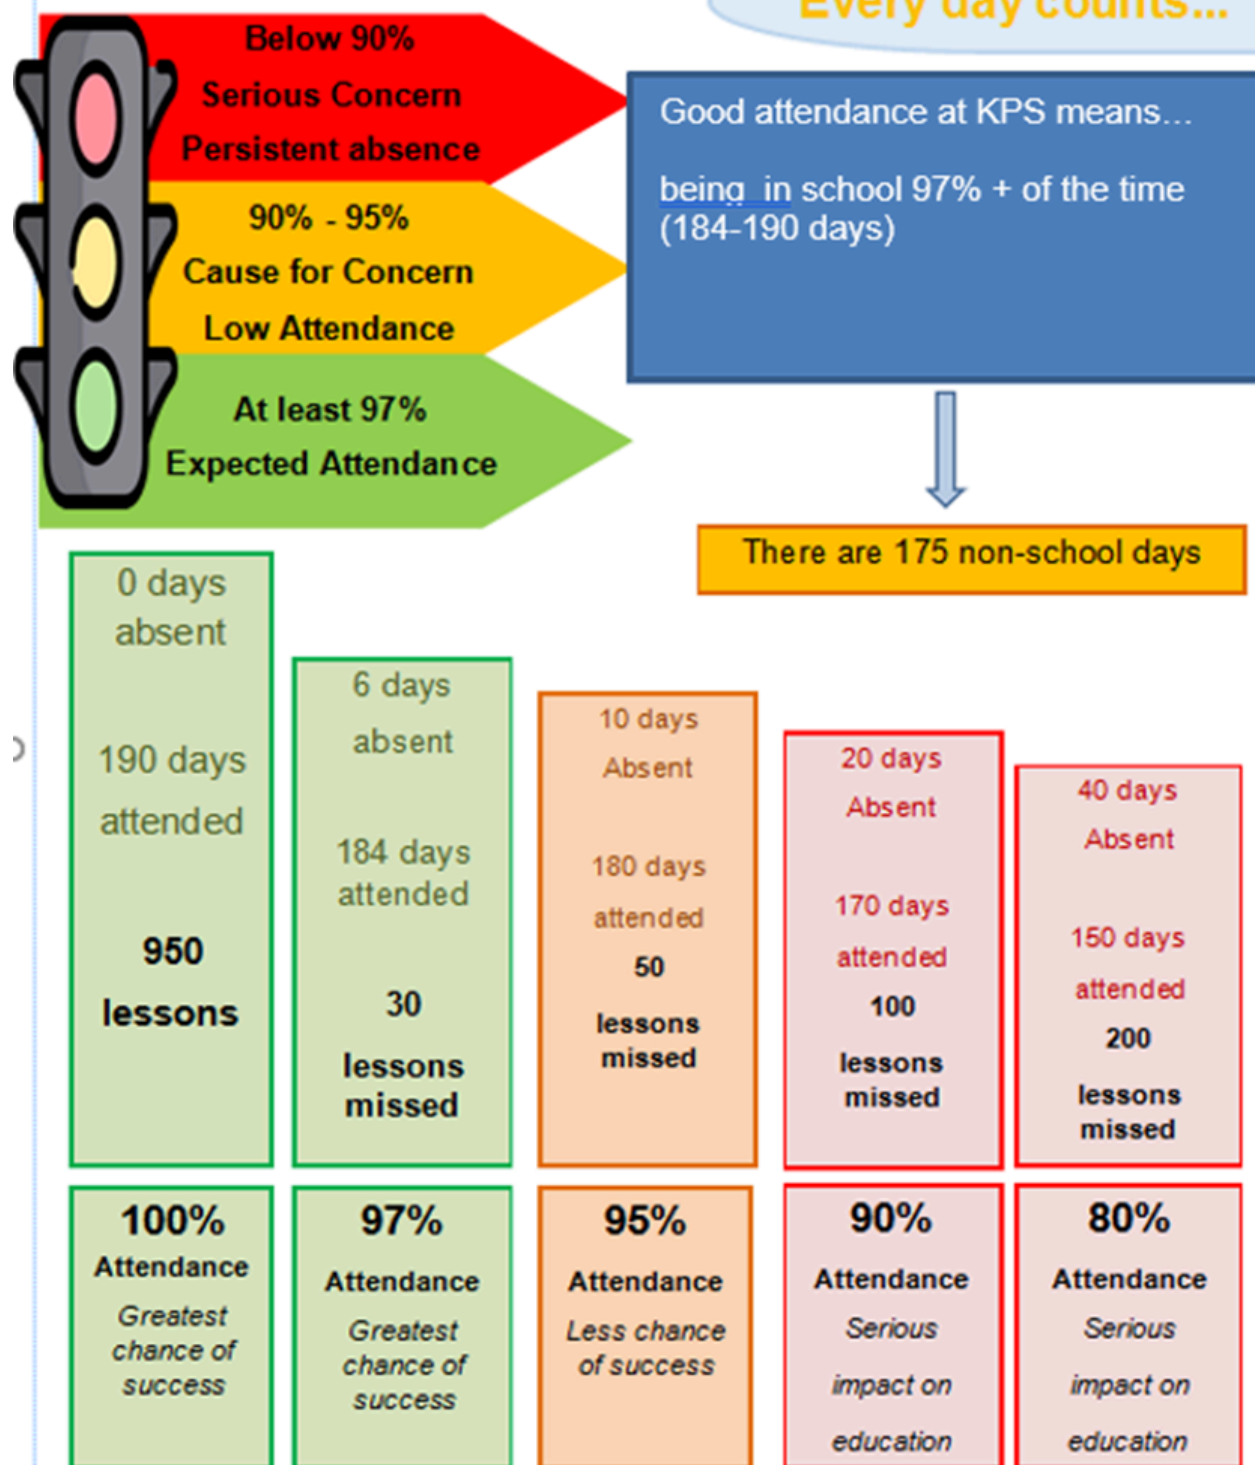 Every day counts...
Below 90%
Serious Concern
Persistent absence
90% - 95%
Cause for Concern
Low Attendance
At least 97%
Expected Attendance
Good attendance at KPS means...
being in school 97% + of the time
(184-190 days)
There are 175 non-school days
0 days
absent
190 days
attended
950
lessons
6 days
absent
184 days
attended
30
lessons
missed
10 days
Absent
180 days
attended
50
lessons
missed
20 days
Absent
170 days
attended
100
lessons
missed
40 days
Absent
150 days
attended
200
lessons
missed
100%
Attendance
Greatest
chance of
success
97%
Attendance
Greatest
chance of
success
95%
Attendance
Less chance
of success
90%
Attendance
Serious
impact on
education
80%
Attendance
Serious
impact on
education